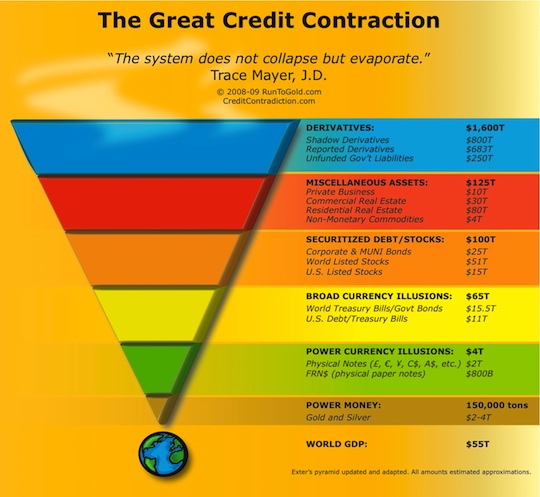 The Great Credit Contraction
“The system does not collapse but evaporate.”
Trace Mayer, J.D.
© 2008-09 RunToGold.com
CreditContradiction.com
DERIVATIVES: $1,600T
Shadow Derivatives $800T
Reported Derivatives $683T
Unfunded Gov't Liabilities $250T
MISCELLANEOUS ASSETS: $125T
Private Business $10T
Commercial Real Estate $30T
Residential Real Estate $80T
Non-Monetary Commodities $4T
SECURITIZED DEBT/STOCKS: $100T
Corporate & MUNI Bonds $25T
World Listed Stocks $51T
U.S. Listed Stocks $15T
BROAD CURRENCY ILLUSIONS: $65T
World Treasury Bills/Govt Bonds $15.5T
U.S. Debt/Treasury Bills $11T
POWER CURRENCY ILLUSIONS: $4T
Physical Notes (£, €, ¥, C$, A$, etc.) $2T
FRN$ (physical paper notes) $800B
POWER MONEY: 150,000 tons
Gold and Silver $2-4T
WORLD GDP: $55T
Exter's pyramid updated and adapted. All amounts estimated approximations.